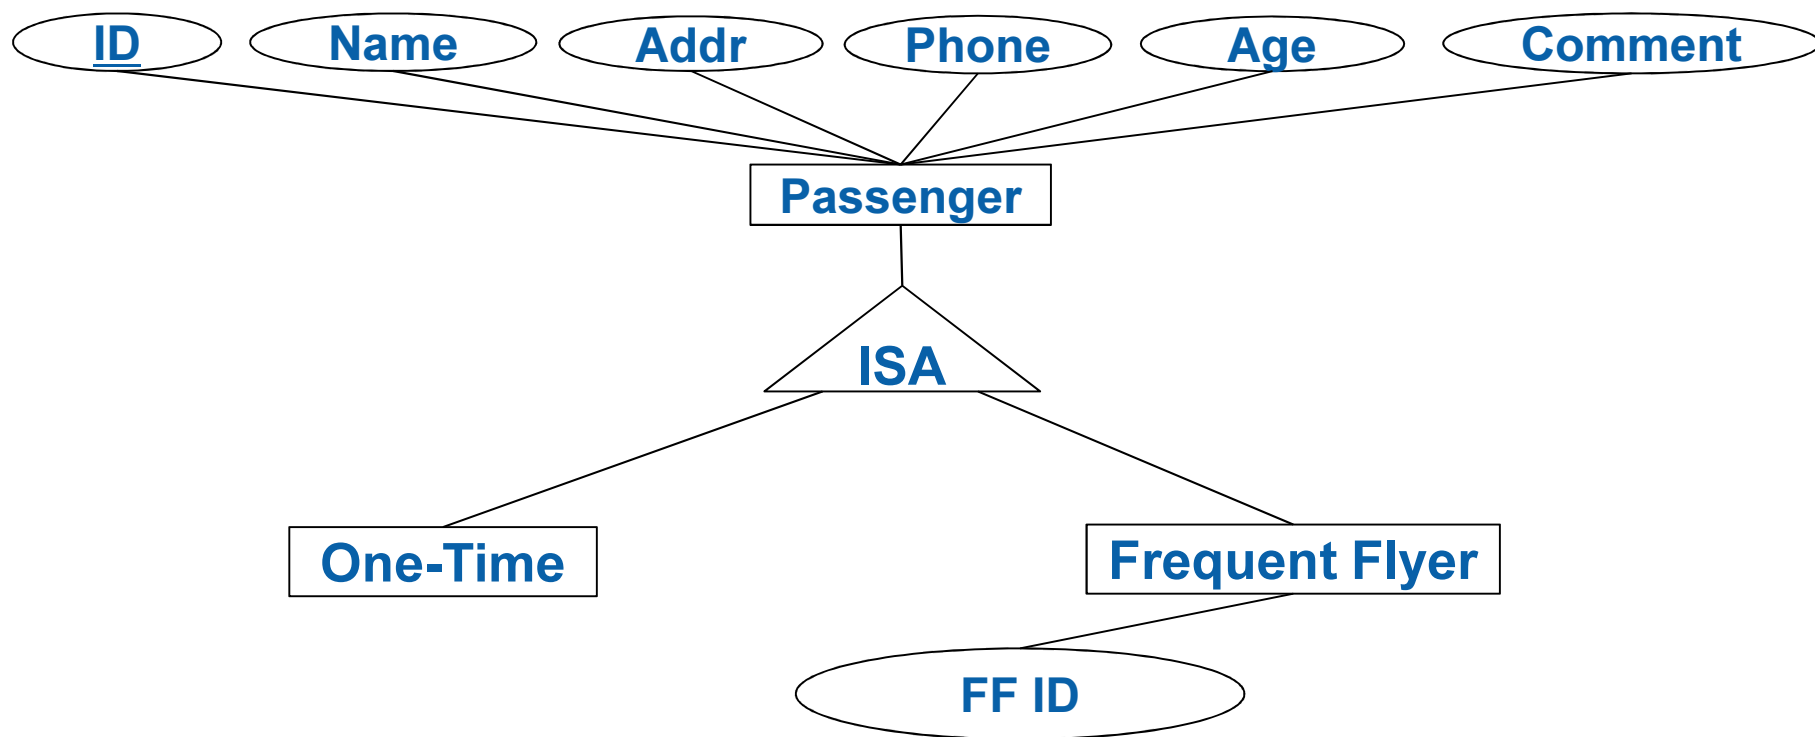 ID Name Addr Phone Age Comment
Passenger
ISA
One-Time Frequent Flyer
FF ID